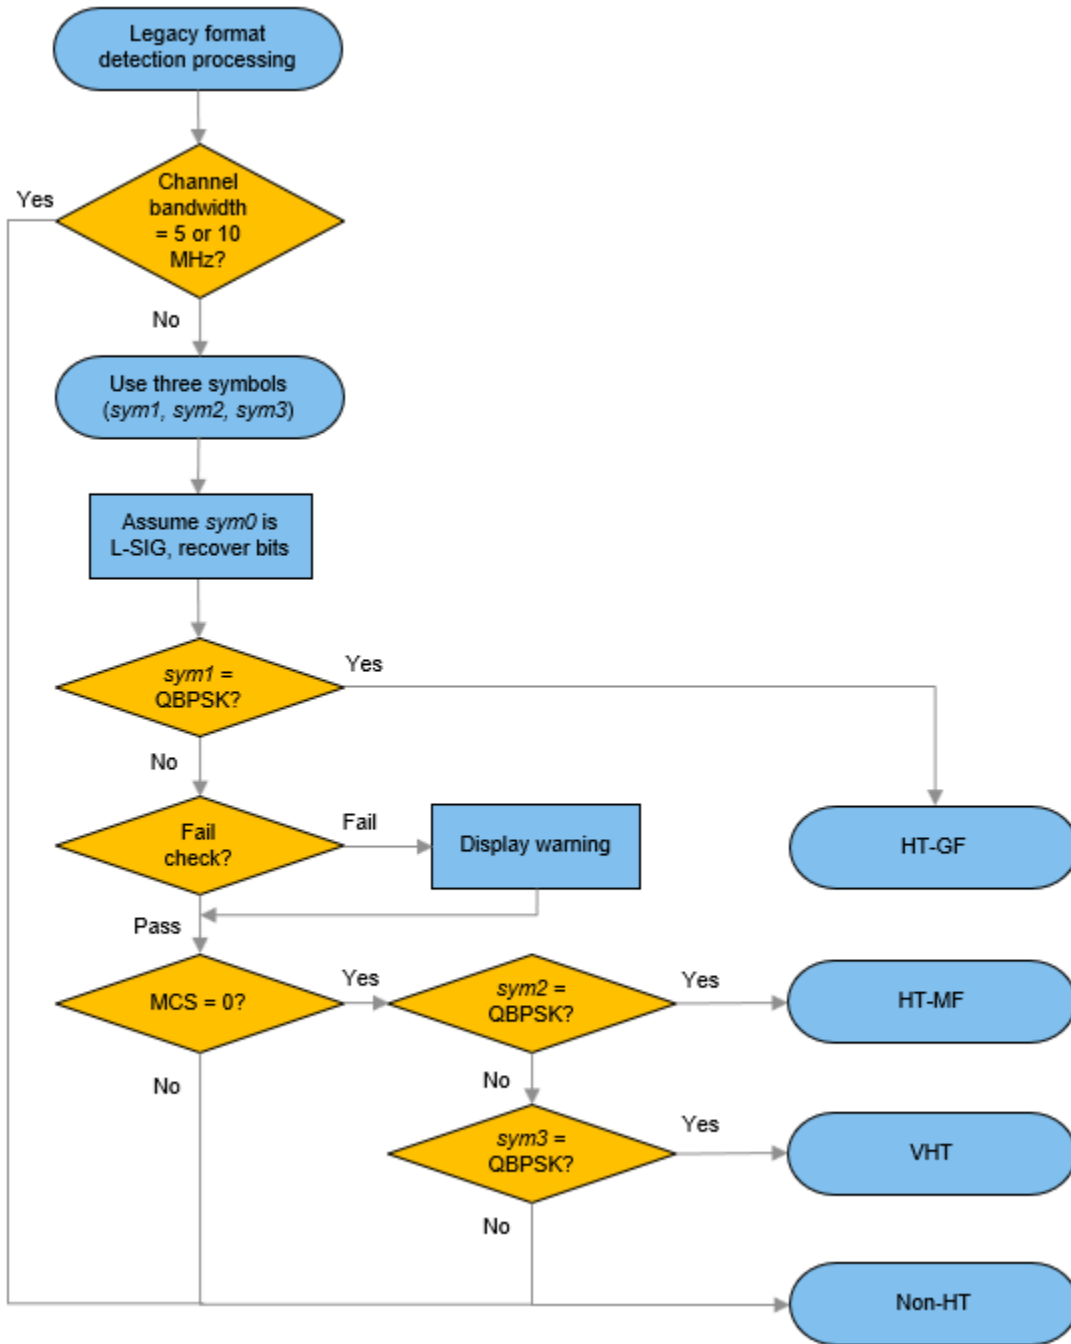 Legacy format
detection processing
Yes
Channel
bandwidth
= 5 or 10
MHz?
No
Use three symbols
(sym1, sym2, sym3)
Assume sym0 is
L-SIG, recover bits
sym1 =
QBPSK?
Yes
No
Fail
check?
Fail
Display warning
HT-GF
Pass
MCS = 0?
Yes
sym2 =
QBPSK?
Yes
HT-MF
No
No
sym3 =
QBPSK?
Yes
VHT
No
Non-HT